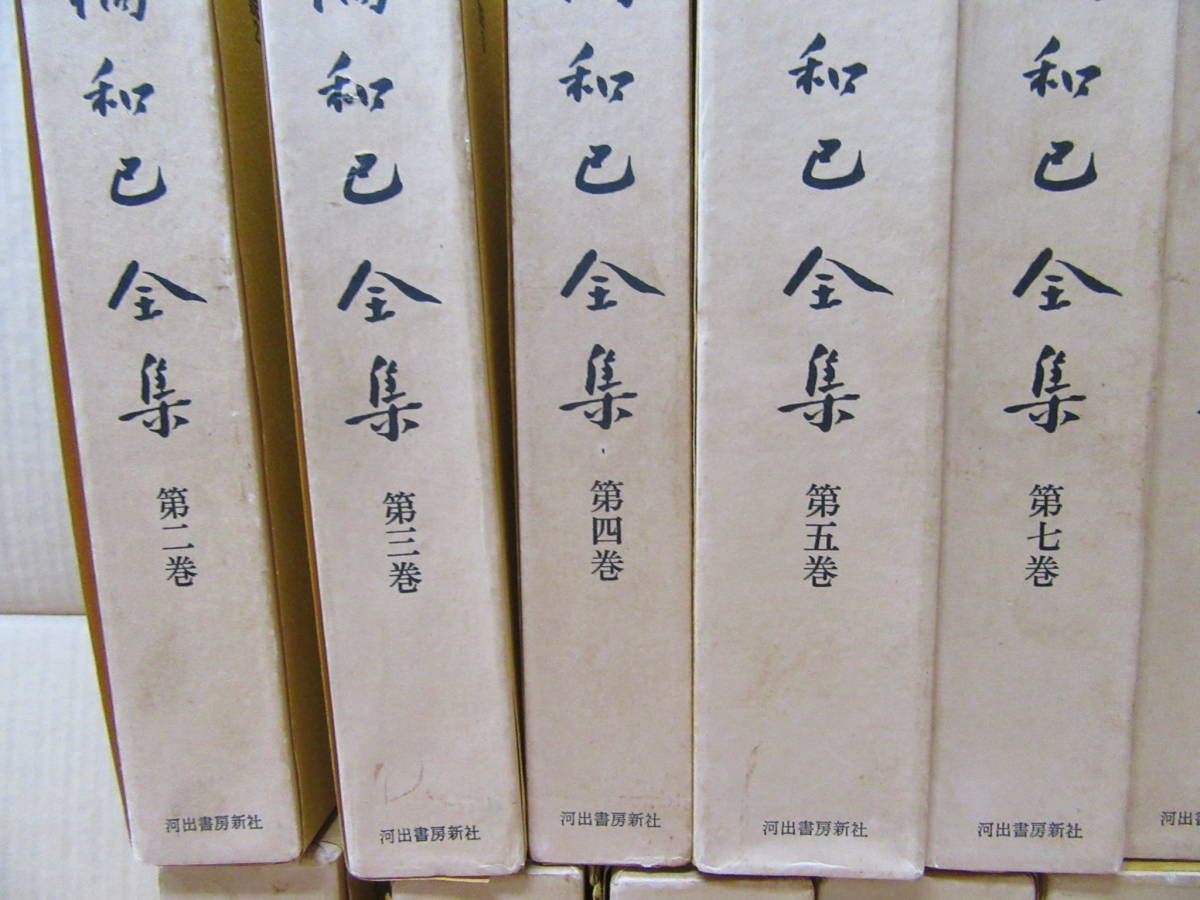 和巳全集 第二巻
河出書房新社
和巳全集 第三巻
河出書房新社
和巳全集 第四巻
河出書房新社
和巳全集 第五巻
河出書房新社
和巳全集 第七巻
河出書房新社
河出